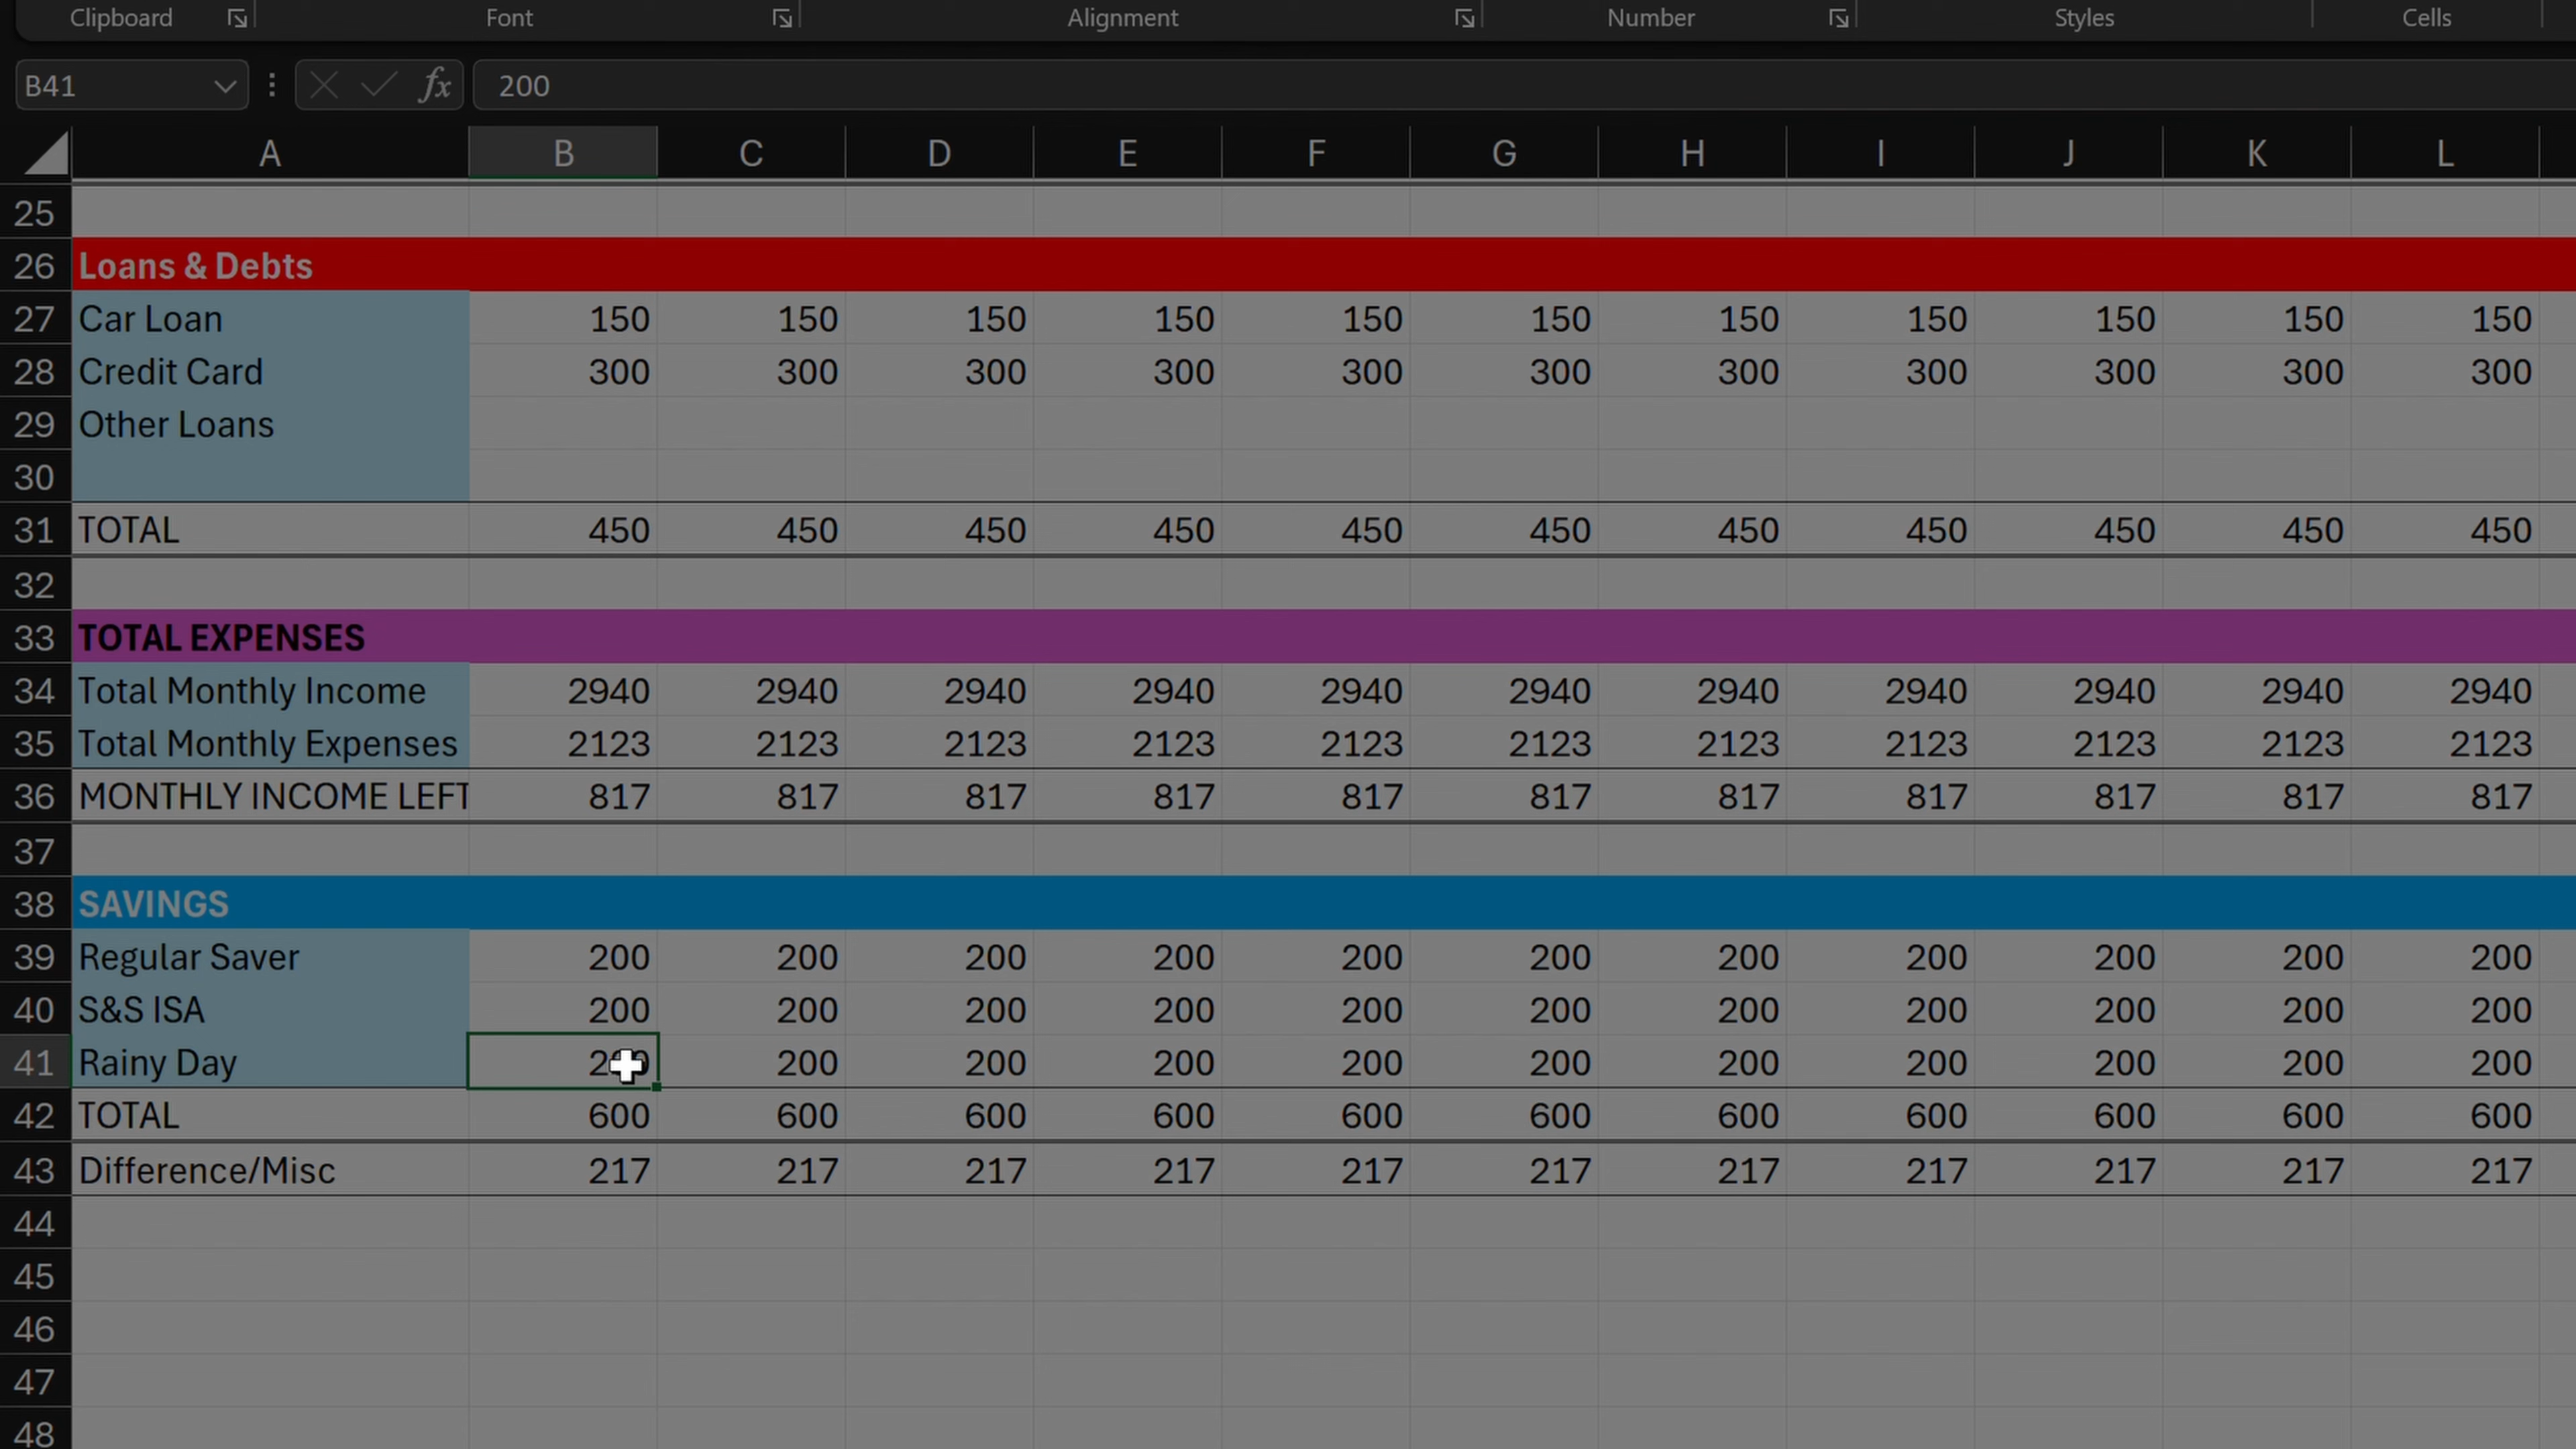 Clipboard Font Alignment Number Styles Cells
B41 fx 200
A B C D E F G H I J K L
25
26 Loans & Debts
27 Car Loan 150 150 150 150 150 150 150 150 150 150 150
28 Credit Card 300 300 300 300 300 300 300 300 300 300 300
29 Other Loans
30
31 TOTAL 450 450 450 450 450 450 450 450 450 450 450
32
33 TOTAL EXPENSES
34 Total Monthly Income 2940 2940 2940 2940 2940 2940 2940 2940 2940 2940 2940
35 Total Monthly Expenses 2123 2123 2123 2123 2123 2123 2123 2123 2123 2123 2123
36 MONTHLY INCOME LEFT 817 817 817 817 817 817 817 817 817 817 817
37
38 SAVINGS
39 Regular Saver 200 200 200 200 200 200 200 200 200 200 200
40 S&S ISA 200 200 200 200 200 200 200 200 200 200 200
41 Rainy Day 200 200 200 200 200 200 200 200 200 200 200
42 TOTAL 600 600 600 600 600 600 600 600 600 600 600
43 Difference/Misc 217 217 217 217 217 217 217 217 217 217 217
44
45
46
47
48